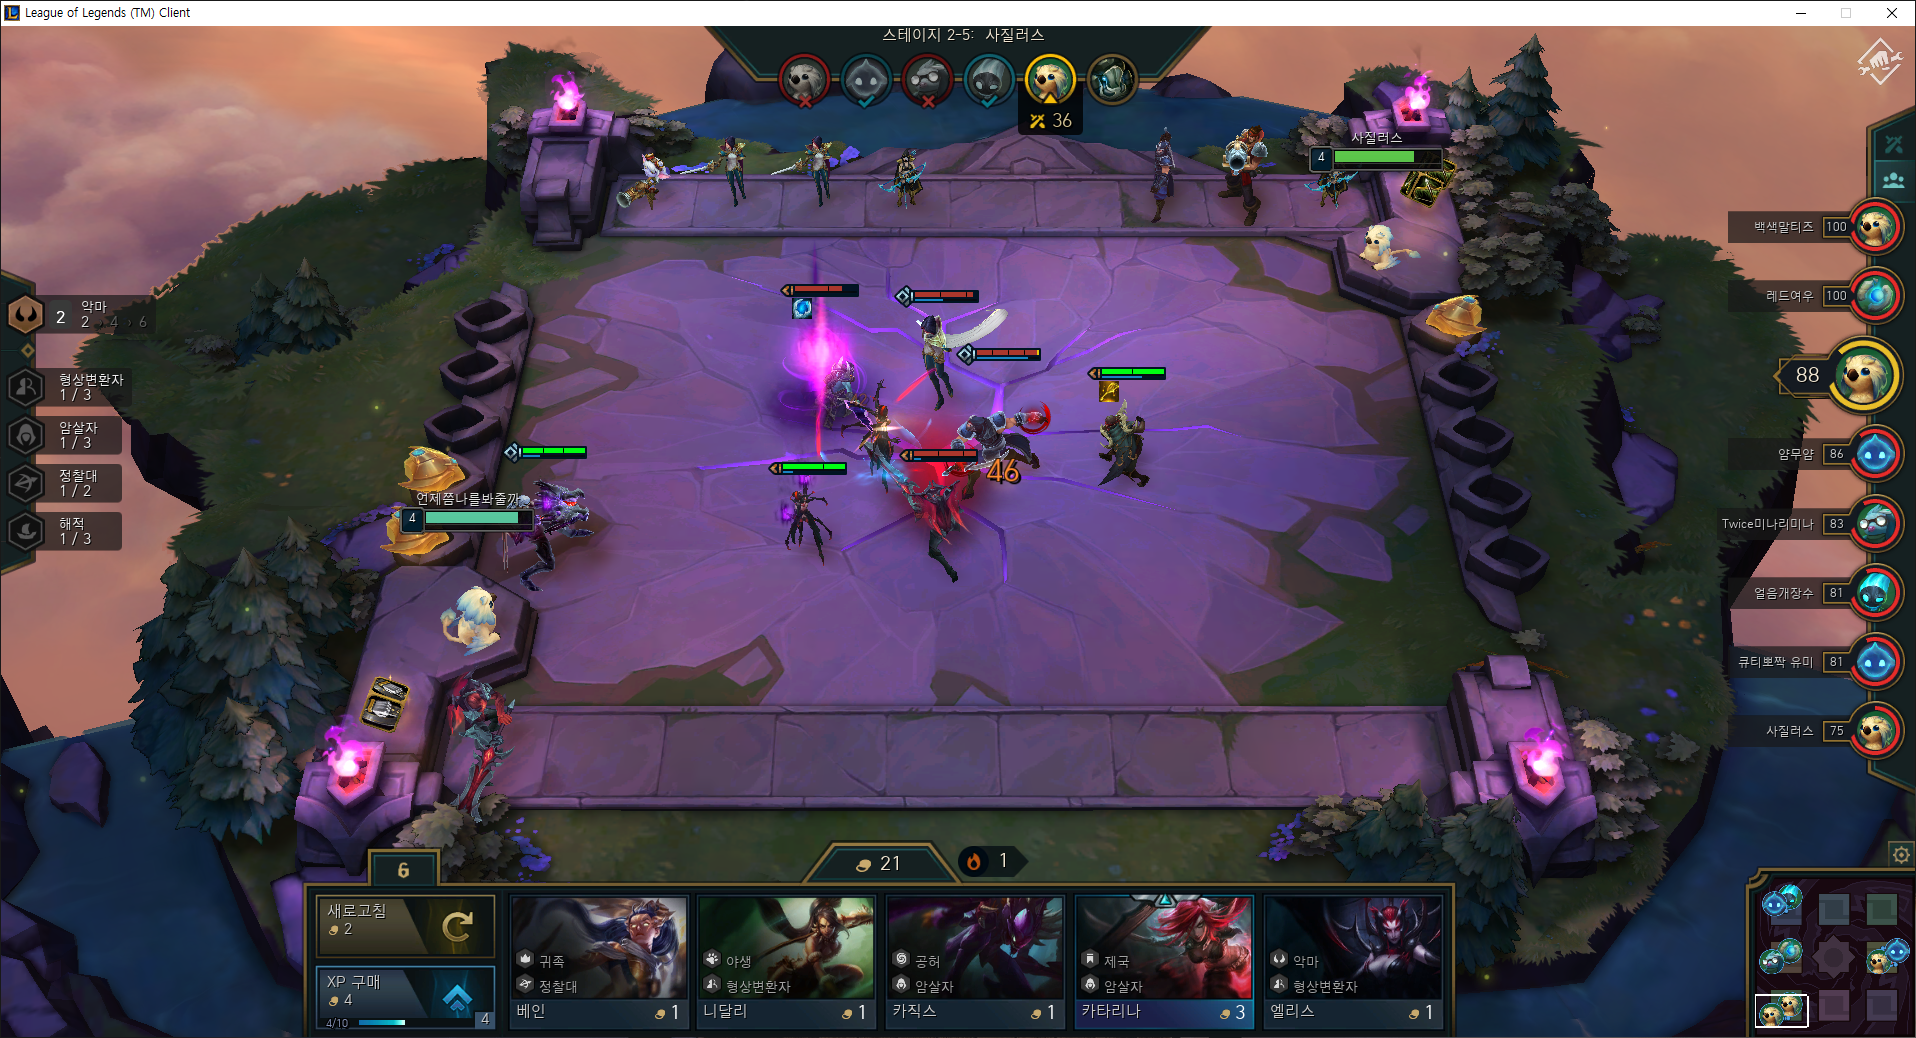 League of Legends (TM) Client
스테이지 2-5: 사질러스
36
사질러스
4
백색말티즈 100
레드여우 100
88
얌무얌 86
Twice미나리미나 83
얼음개장수 81
큐티뽀짝 유미 81
사질러스 75
2 악마
2 › 4 › 6
형상변환자
1 / 3
암살자
1 / 3
정찰대
1 / 2
해적
1 / 3
언제쯤나를봐줄까
4
46
6
21
1
새로고침
2
XP 구매
4
4/10
4
귀족
정찰대
베인 1
야생
형상변환자
니달리 1
공허
암살자
카직스 1
제국
암살자
카타리나 3
악마
형상변환자
엘리스 1